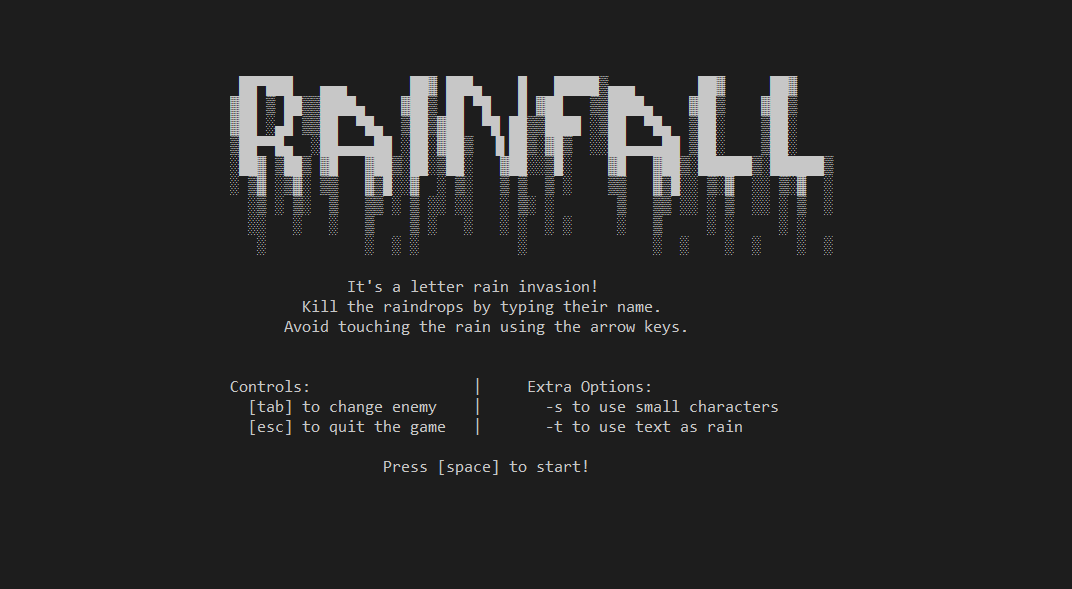 RAINFALL
It's a letter rain invasion!
Kill the raindrops by typing their name.
Avoid touching the rain using the arrow keys.
Controls: | Extra Options:
[tab] to change enemy | -s to use small characters
[esc] to quit the game | -t to use text as rain
Press [space] to start!